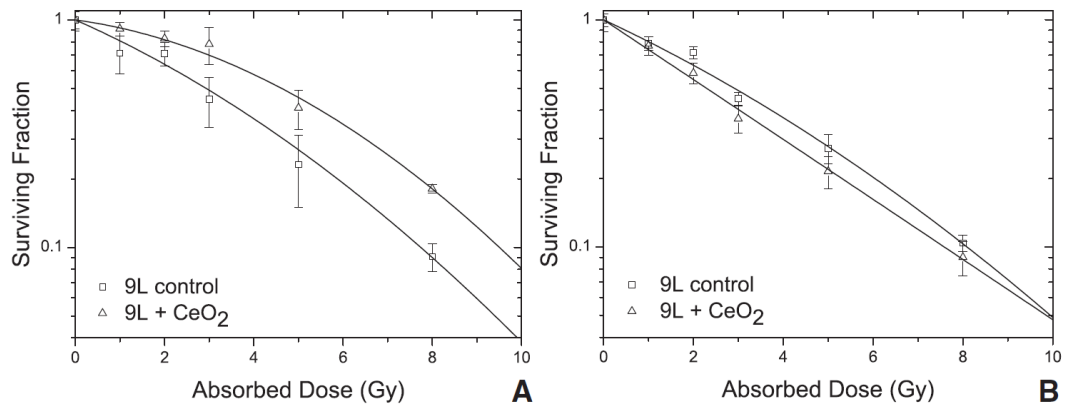 1
0.1
Surviving Fraction
9L control
9L + CeO2
0 2 4 6 8 10
Absorbed Dose (Gy)
A
1
0.1
Surviving Fraction
9L control
9L + CeO2
0 2 4 6 8 10
Absorbed Dose (Gy)
B